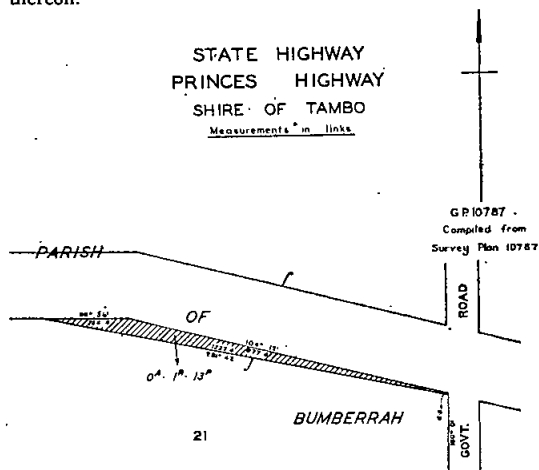 thereon.
STATE HIGHWAY
PRINCES HIGHWAY
SHIRE OF TAMBO
Measurements in links
G.P. 10787
Compiled from
Survey Plan 10787
PARISH
ROAD
OF
0A. 1R. 13P
BUMBERRAH
21
GOVT.